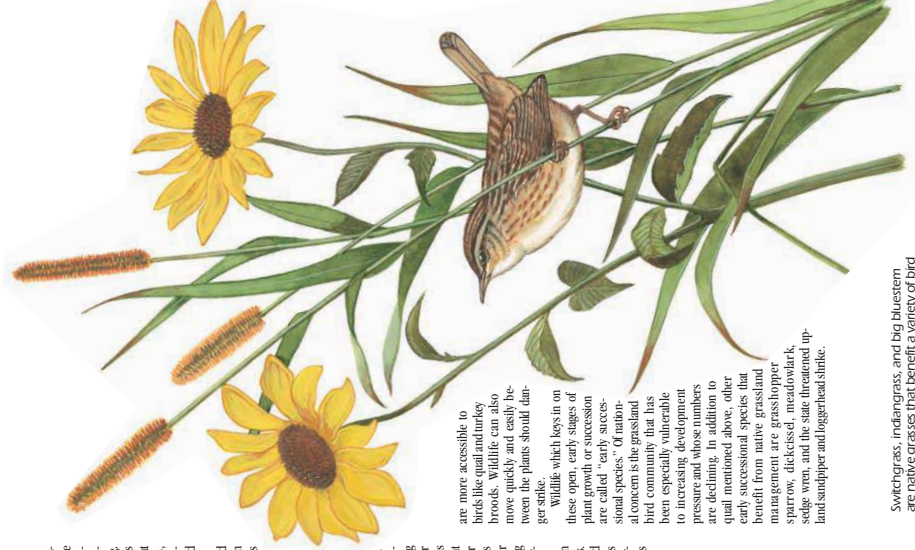 are more accessible to
birds like quail and turkey
broods. Wildlife can also
move quickly and easily be-
tween the plants should dan-
ger strike.
Wildlife which keys in on
these open, early stages of
plant growth or succession
are called "early succes-
sional species." Of nation-
al concern is the grassland
bird community that has
been especially vulnerable
to increasing development
pressure and whose numbers
are declining. In addition to
quail mentioned above, other
early successional species that
benefit from native grassland
management are grasshopper
sparrow, dickcissel, meadowlark,
sedge wren, and the state threatened up-
land sandpiper and loggerhead shrike.
Switchgrass, indiangrass, and big bluestem
are native grasses that benefit a variety of bird